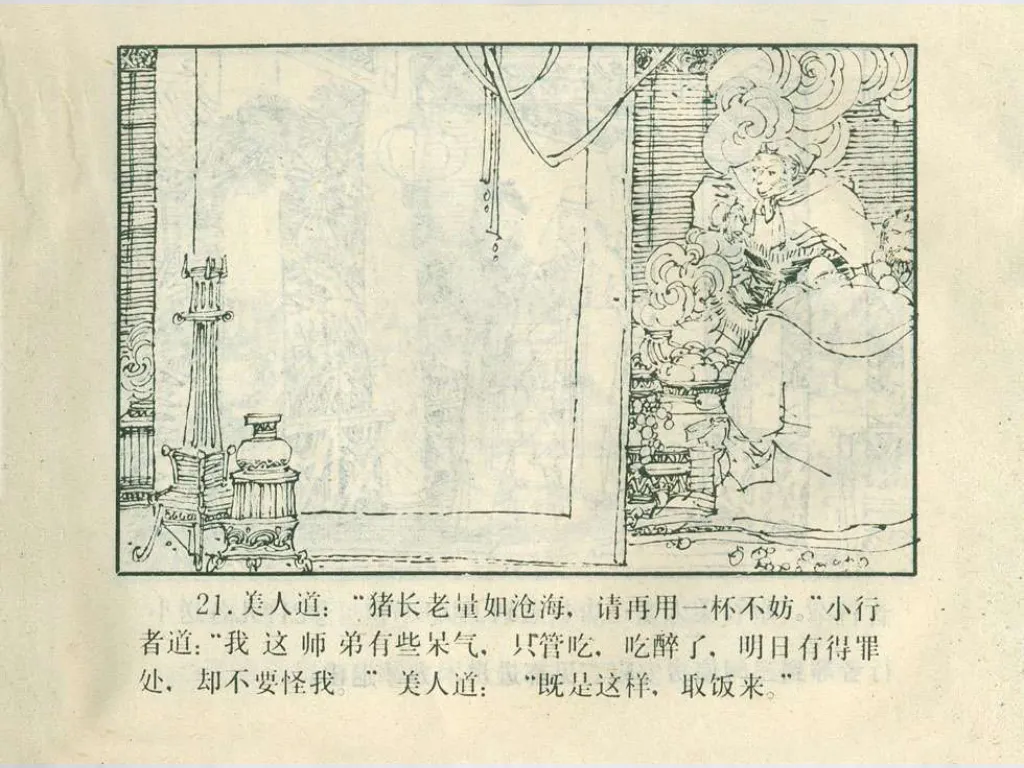 21.美人道：“猪长老量如沧海，请再用一杯不妨。”小行
者道：“我这师弟有些呆气，只管吃，吃醉了，明日有得罪
处，却不要怪我。” 美人道：“既是这样，取饭来。”